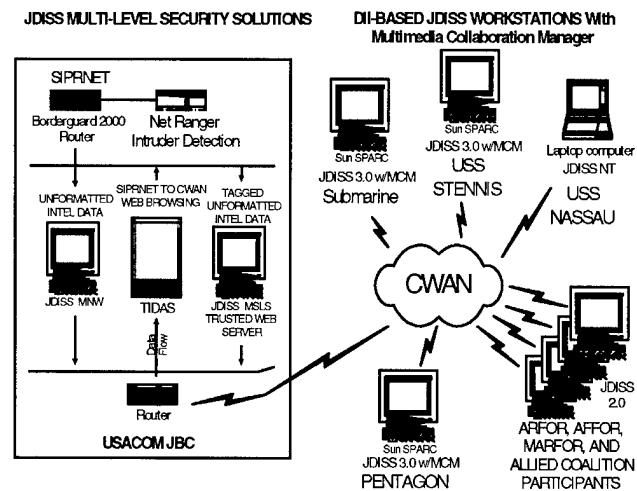 JDISS MULTI-LEVEL SECURITY SOLUTIONS
SIPRNET
Borderguard 2000
Router
Net Ranger
Intruder Detection
UNFORMATTED
INTEL DATA
SIPRNET TO CWAN
WEB BROWSING
TAGGED
UNFORMATTED
INTEL DATA
JDISS MNW
TIDAS
JDISS MSLS
TRUSTED WEB
SERVER
Data
Flow
Router
USACOM JBC
DII-BASED JDISS WORKSTATIONS With
Multimedia Collaboration Manager
Sun SPARC
JDISS 3.0 w/MCM
Submarine
Sun SPARC
JDISS 3.0 w/MCM
USS
STENNIS
Laptop computer
JDISS NT
USS
NASSAU
CWAN
Sun SPARC
JDISS 3.0 w/MCM
PENTAGON
JDISS
2.0
ARFOR, AFFOR,
MARFOR, AND
ALLIED COALITION
PARTICIPANTS